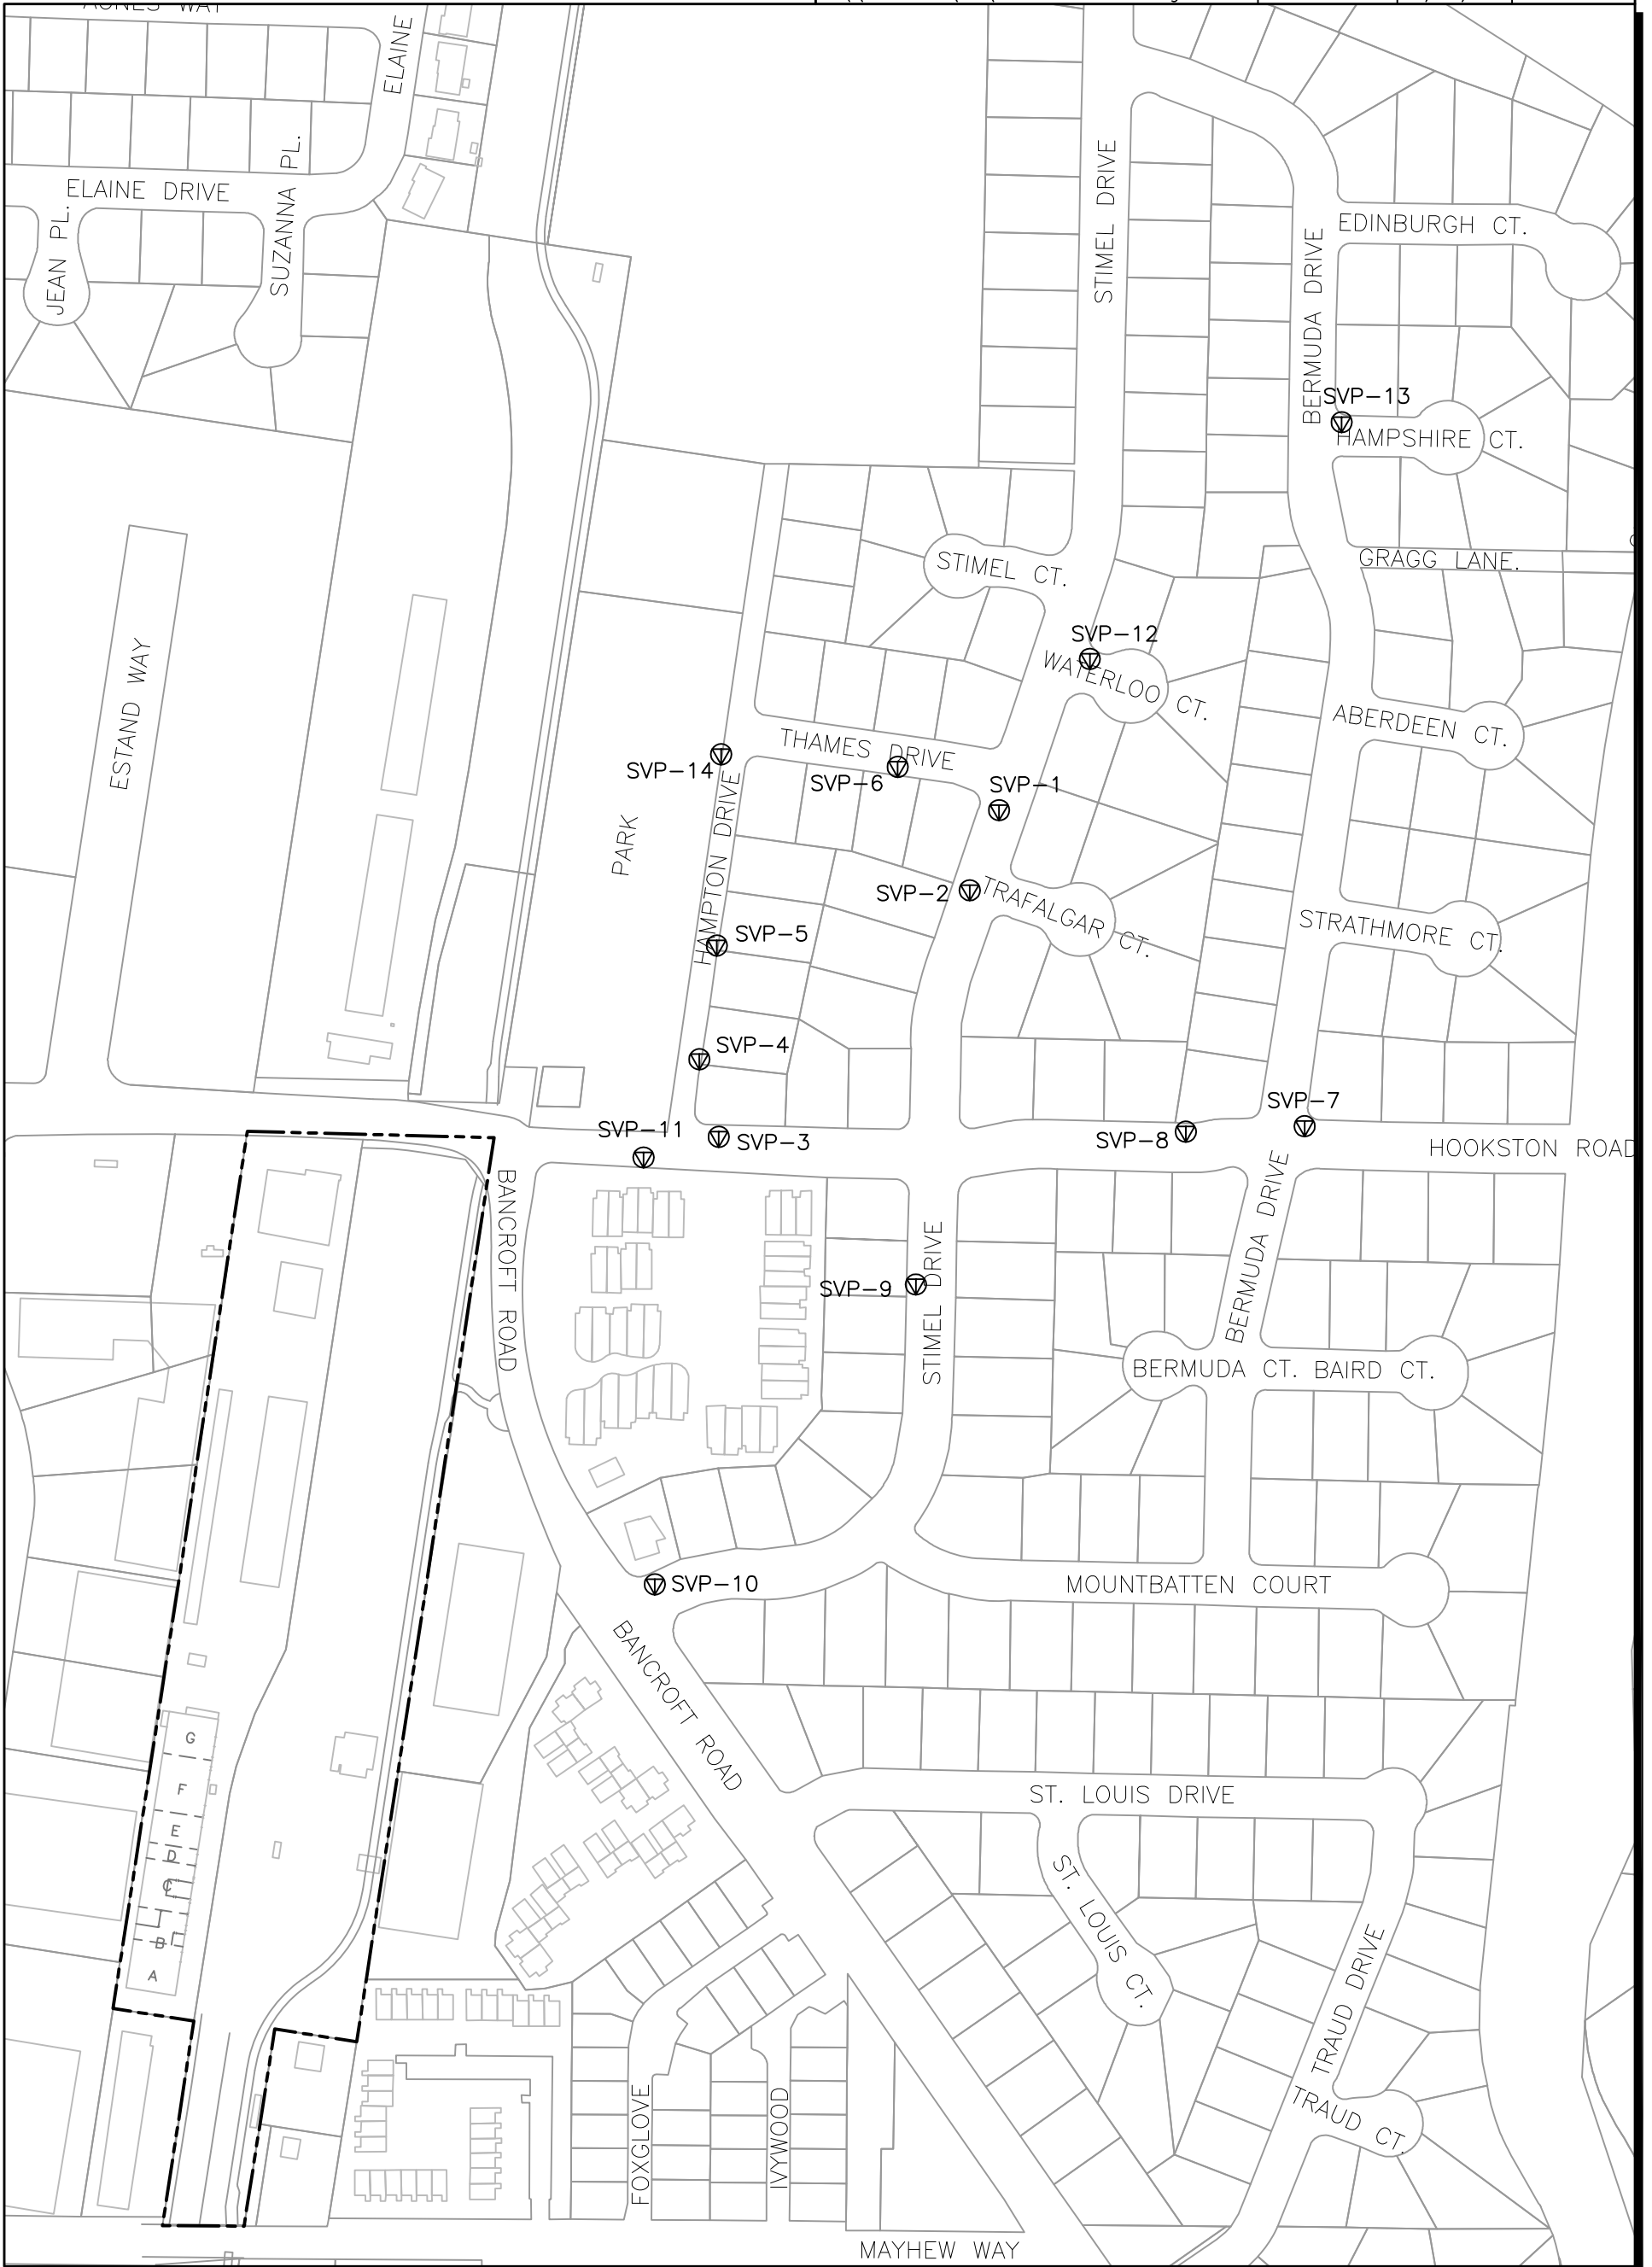 AGNES WAY
ELAINE
ELAINE DRIVE
JEAN PL.
SUZANNA PL.
STIMEL DRIVE
BERMUDA DRIVE
EDINBURGH CT.
SVP-13
HAMPSHIRE CT.
GRAGG LANE.
STIMEL CT.
SVP-12
WATERLOO CT.
ESTAND WAY
ABERDEEN CT.
THAMES DRIVE
SVP-14
SVP-6
SVP-1
HAMPTON DRIVE
PARK
SVP-2
TRAFALGAR CT.
STRATHMORE CT.
SVP-5
SVP-4
SVP-7
SVP-11
SVP-3
SVP-8
HOOKSTON ROAD
BANCROFT ROAD
BERMUDA DRIVE
SVP-9
STIMEL DRIVE
BERMUDA CT.
BAIRD CT.
SVP-10
MOUNTBATTEN COURT
BANCROFT ROAD
G
F
E
D
C
B
A
ST. LOUIS DRIVE
ST. LOUIS CT.
TRAUD DRIVE
TRAUD CT.
FOXGLOVE
IVYWOOD
MAYHEW WAY